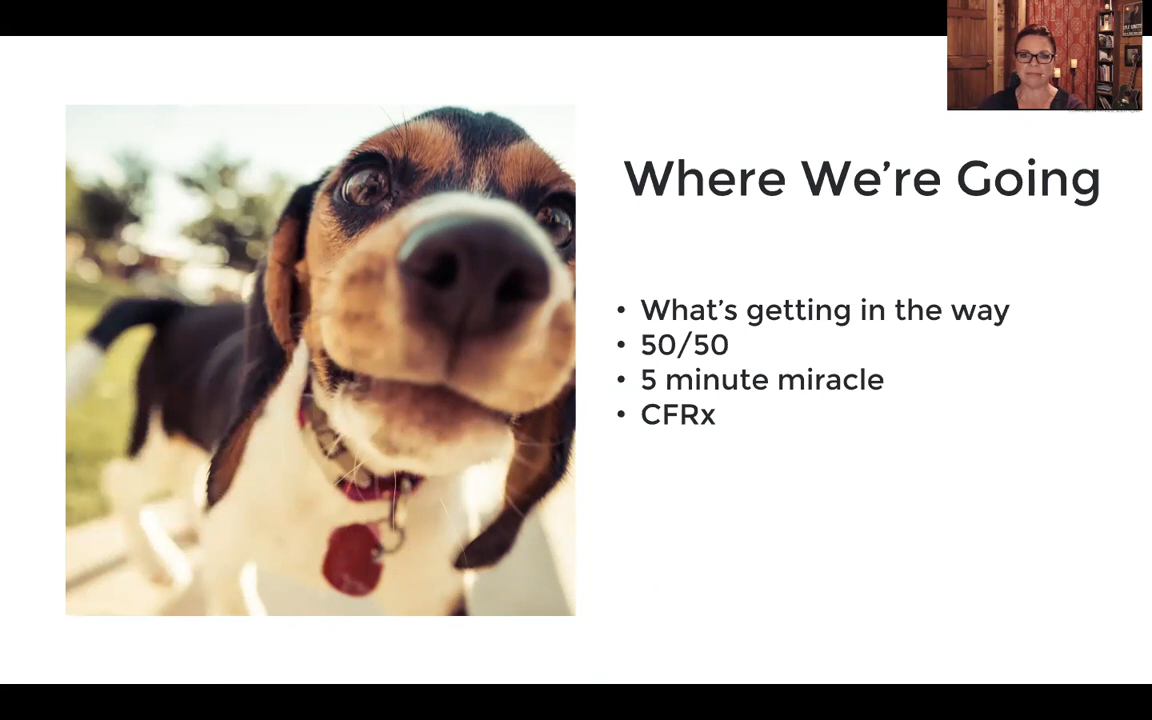 Where We’re Going
• What’s getting in the way
• 50/50
• 5 minute miracle
• CFRx